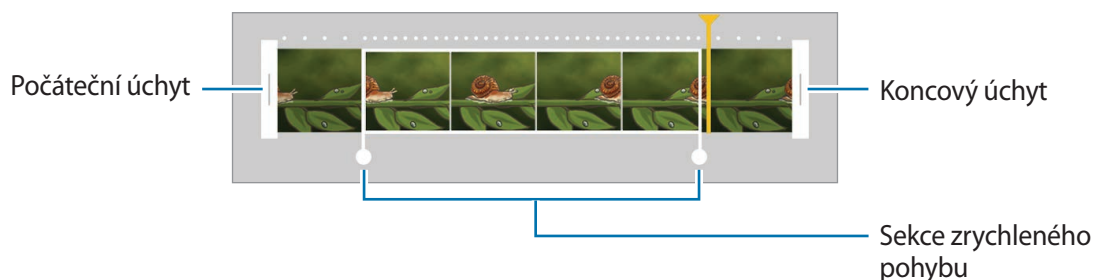 Počáteční úchyt
Koncový úchyt
Sekce zrychleného
pohybu